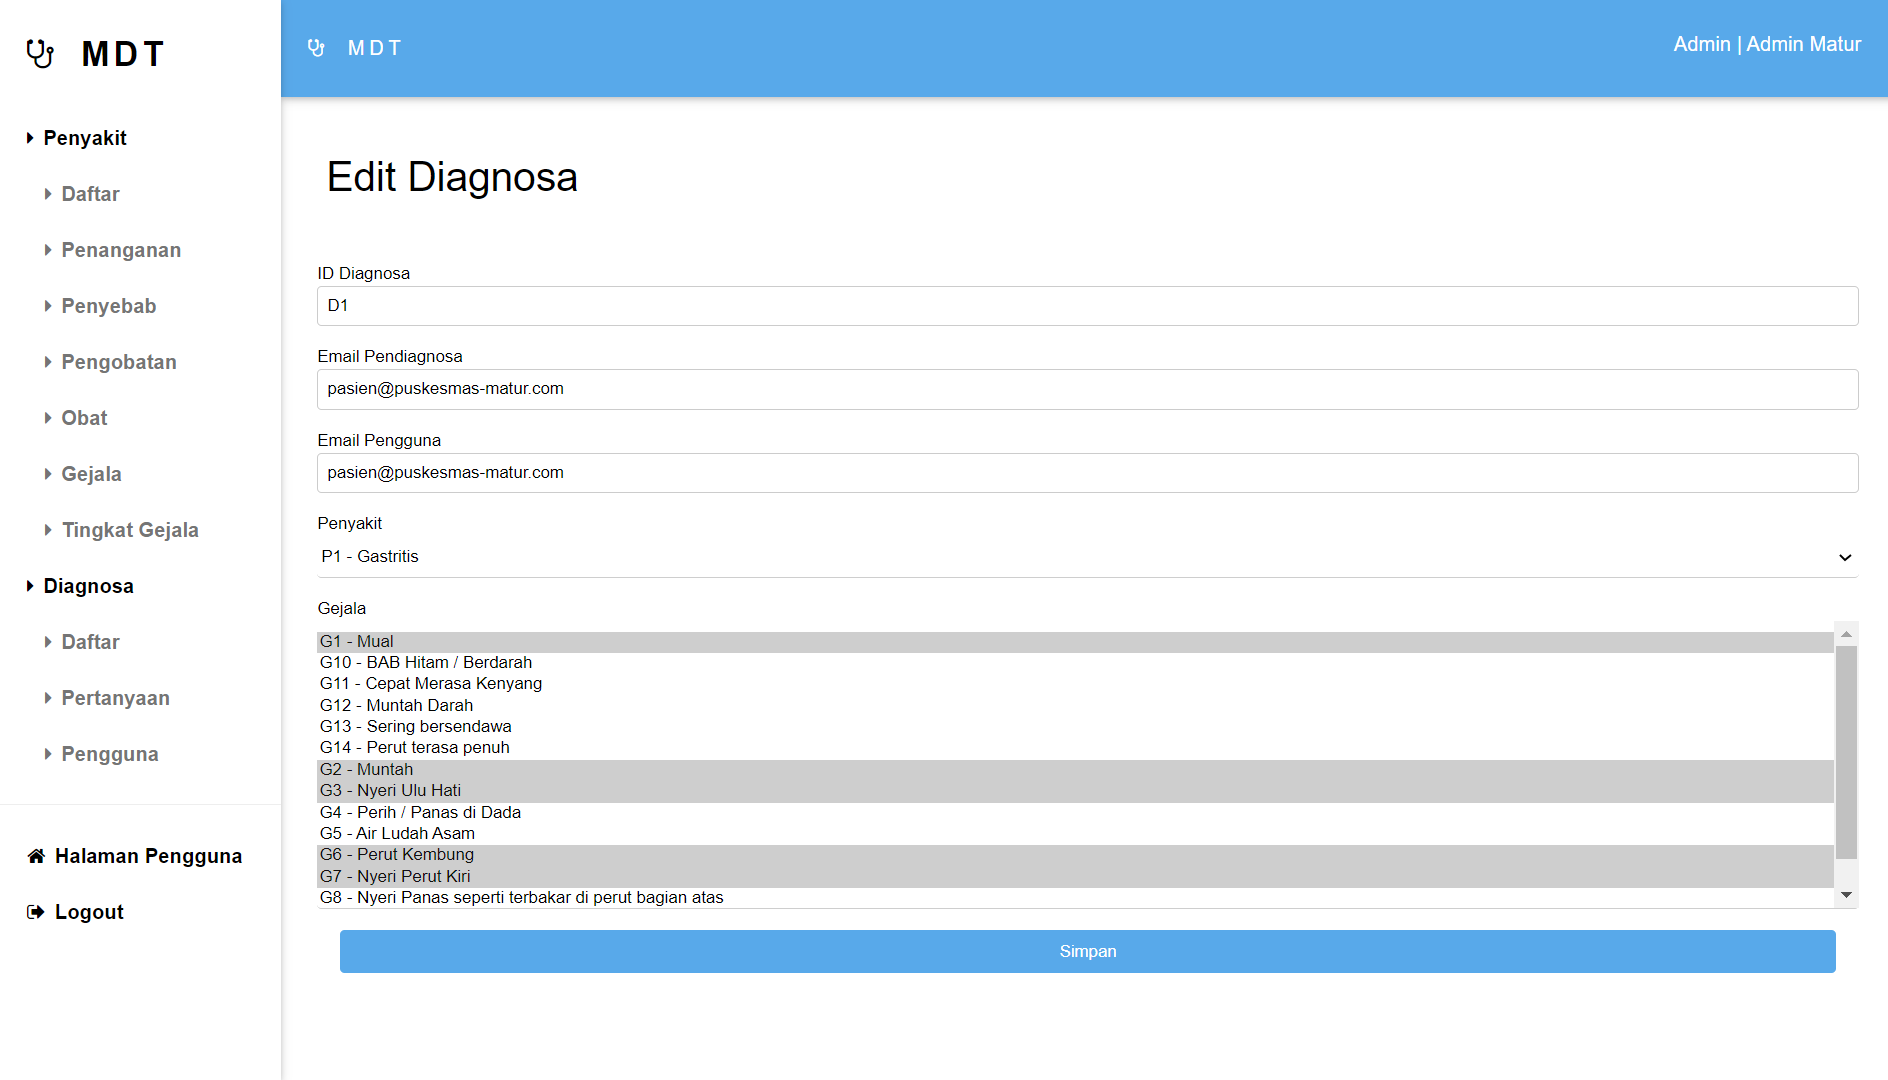 MDT
Penyakit
Daftar
Penanganan
Penyebab
Pengobatan
Obat
Gejala
Tingkat Gejala
Diagnosa
Daftar
Pertanyaan
Pengguna
Halaman Pengguna
Logout
MDT
Admin | Admin Matur
Edit Diagnosa
ID Diagnosa
D1
Email Pendiagnosa
pasien@puskesmas-matur.com
Email Pengguna
pasien@puskesmas-matur.com
Penyakit
P1 - Gastritis
Gejala
G1 - Mual
G10 - BAB Hitam / Berdarah
G11 - Cepat Merasa Kenyang
G12 - Muntah Darah
G13 - Sering bersendawa
G14 - Perut terasa penuh
G2 - Muntah
G3 - Nyeri Ulu Hati
G4 - Perih / Panas di Dada
G5 - Air Ludah Asam
G6 - Perut Kembung
G7 - Nyeri Perut Kiri
G8 - Nyeri Panas seperti terbakar di perut bagian atas
Simpan